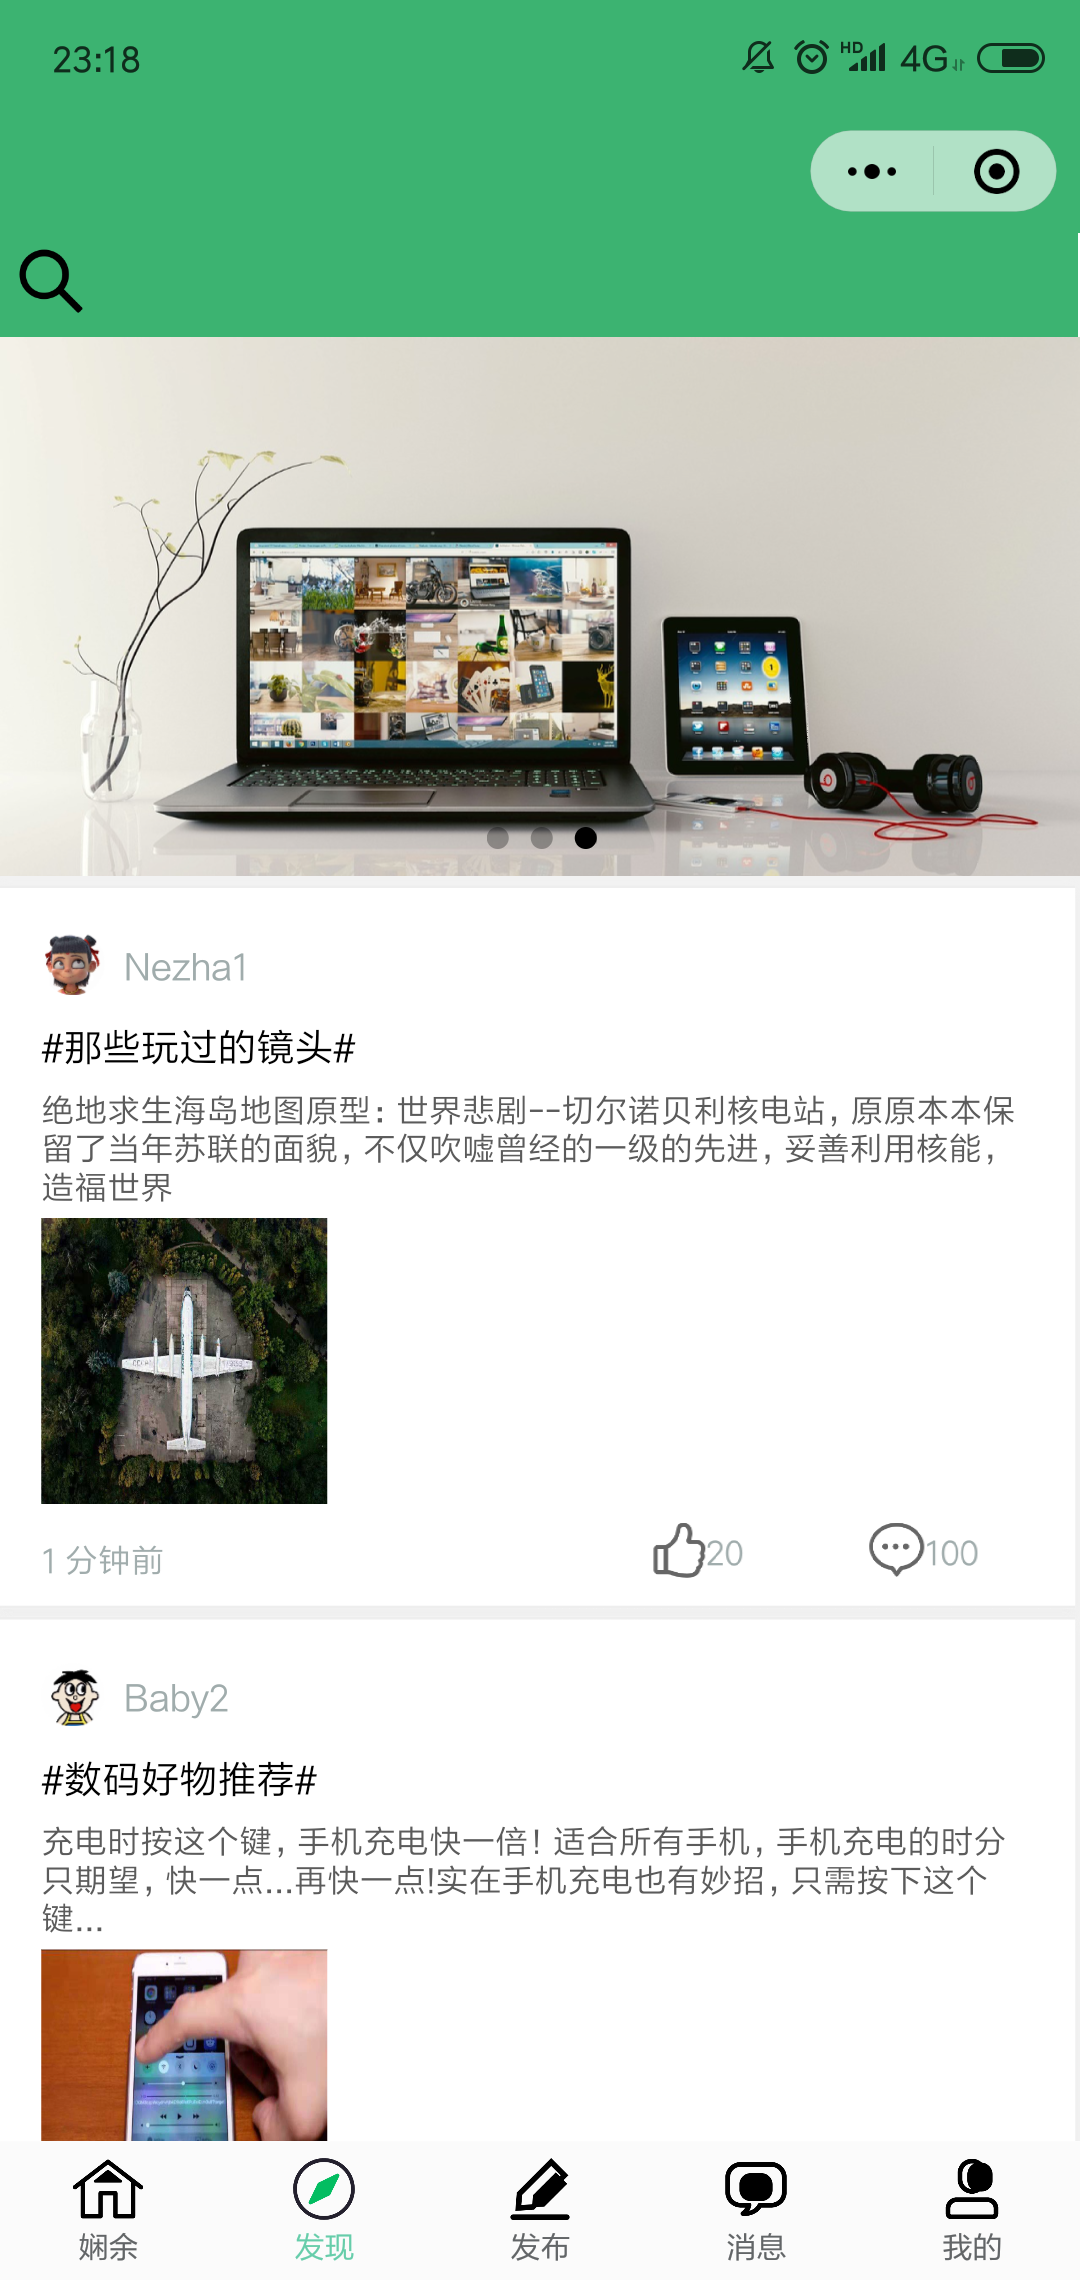 23:18
HD 4G
Nezha1
#那些玩过的镜头#
绝地求生海岛地图原型：世界悲剧--切尔诺贝利核电站，原原本本保
留了当年苏联的面貌，不仅吹嘘曾经的一级的先进，妥善利用核能，
造福世界
1 分钟前
20
100
Baby2
#数码好物推荐#
充电时按这个键，手机充电快一倍！适合所有手机，手机充电的时分
只期望，快一点...再快一点!实在手机充电也有妙招，只需按下这个
键...
娴余
发现
发布
消息
我的